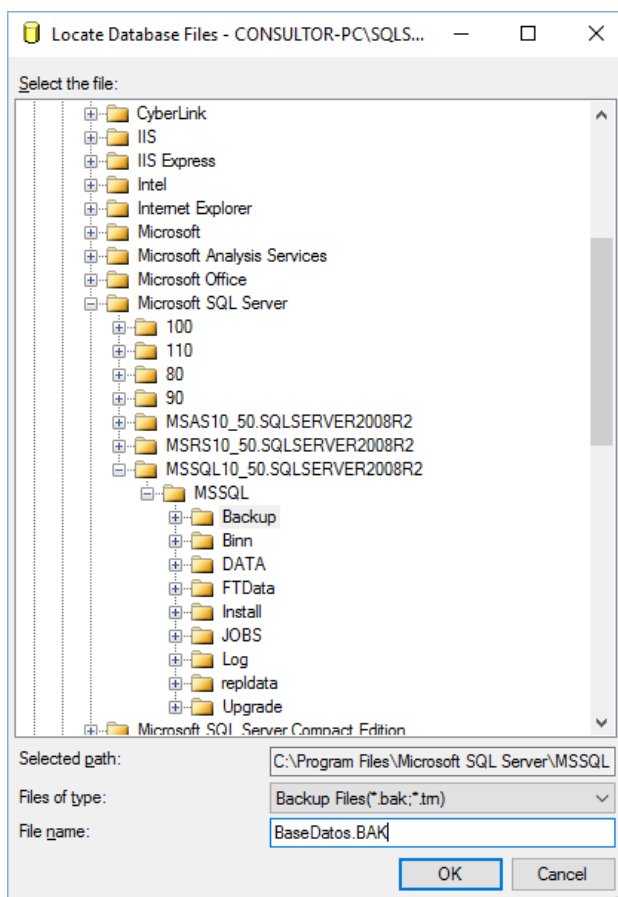 Locate Database Files - CONSULTOR-PC\SQLS...
Select the file:
CyberLink
IIS
IIS Express
Intel
Internet Explorer
Microsoft
Microsoft Analysis Services
Microsoft Office
Microsoft SQL Server
100
110
80
90
MSAS10_50.SQLSERVER2008R2
MSRS10_50.SQLSERVER2008R2
MSSQL10_50.SQLSERVER2008R2
MSSQL
Backup
Binn
DATA
FTData
Install
JOBS
Log
repldata
Upgrade
Microsoft SQL Server Compact Edition
Selected path: C:\Program Files\Microsoft SQL Server\MSSQL
Files of type: Backup Files(*.bak;*.trn)
File name: BaseDatos.BAK
OK Cancel